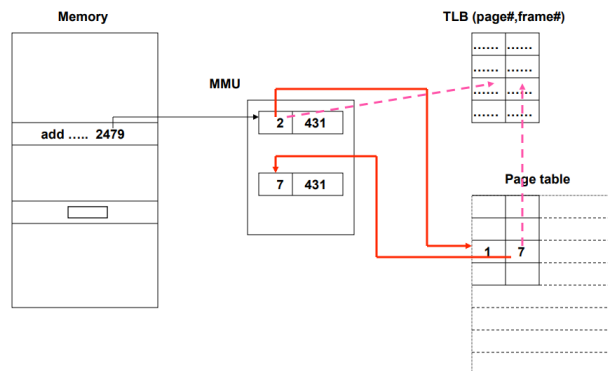 Memory
TLB (page#,frame#)
...... ......
...... ......
...... ......
...... ......
MMU
add ..... 2479
2 431
7 431
Page table
1 7